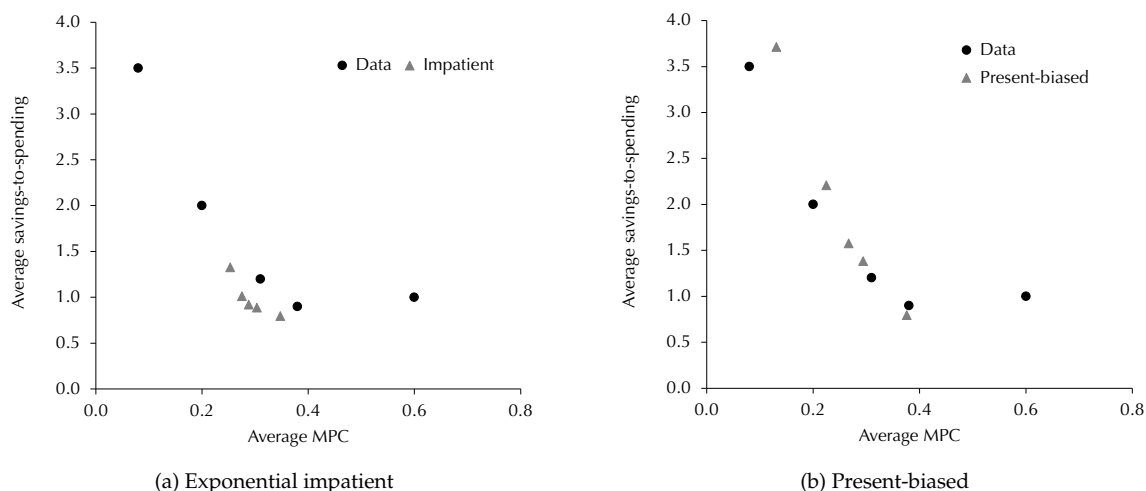 4.0
3.5
3.0
2.5
2.0
1.5
1.0
0.5
0.0
Average savings-to-spending
Data Impatient
0.0 0.2 0.4 0.6 0.8
Average MPC
(a) Exponential impatient
4.0
3.5
3.0
2.5
2.0
1.5
1.0
0.5
0.0
Average savings-to-spending
Data
Present-biased
0.0 0.2 0.4 0.6 0.8
Average MPC
(b) Present-biased